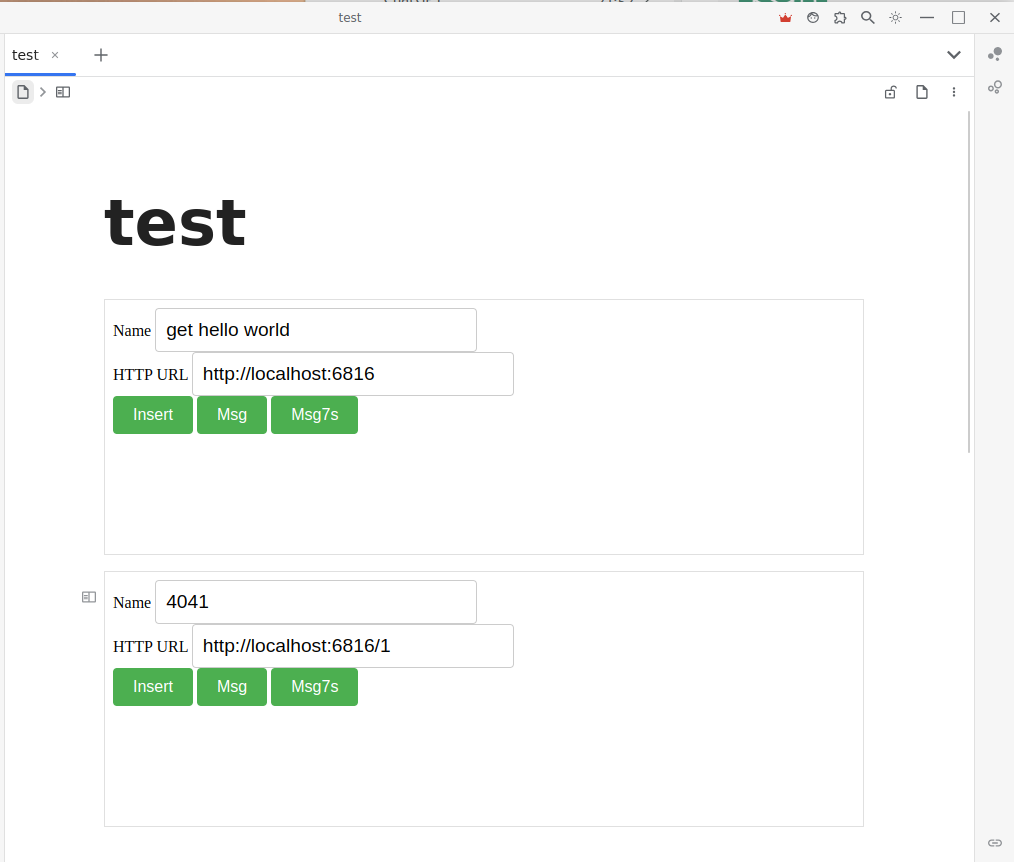 test
test
test
Name get hello world
HTTP URL http://localhost:6816
Insert Msg Msg7s
Name 4041
HTTP URL http://localhost:6816/1
Insert Msg Msg7s